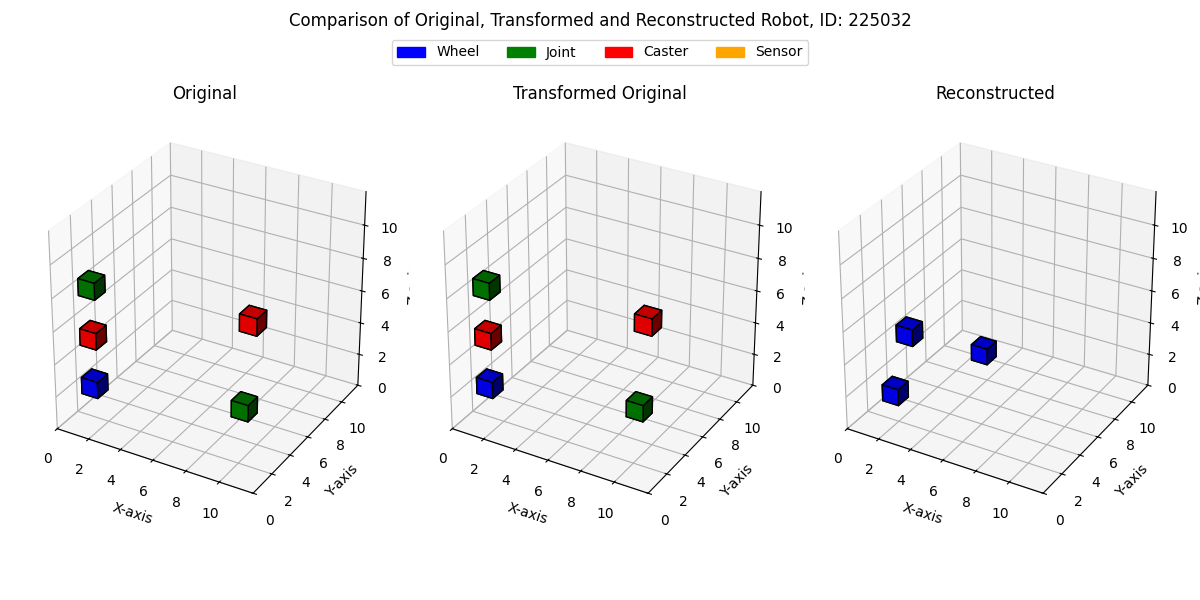 Comparison of Original, Transformed and Reconstructed Robot, ID: 225032
Wheel Joint Caster Sensor
Original
Transformed Original
Reconstructed
0 2 4 6 8 10
X-axis
0 2 4 6 8 10
Y-axis
0 2 4 6 8 10
0 2 4 6 8 10
X-axis
0 2 4 6 8 10
Y-axis
0 2 4 6 8 10
0 2 4 6 8 10
X-axis
0 2 4 6 8 10
Y-axis
0 2 4 6 8 10